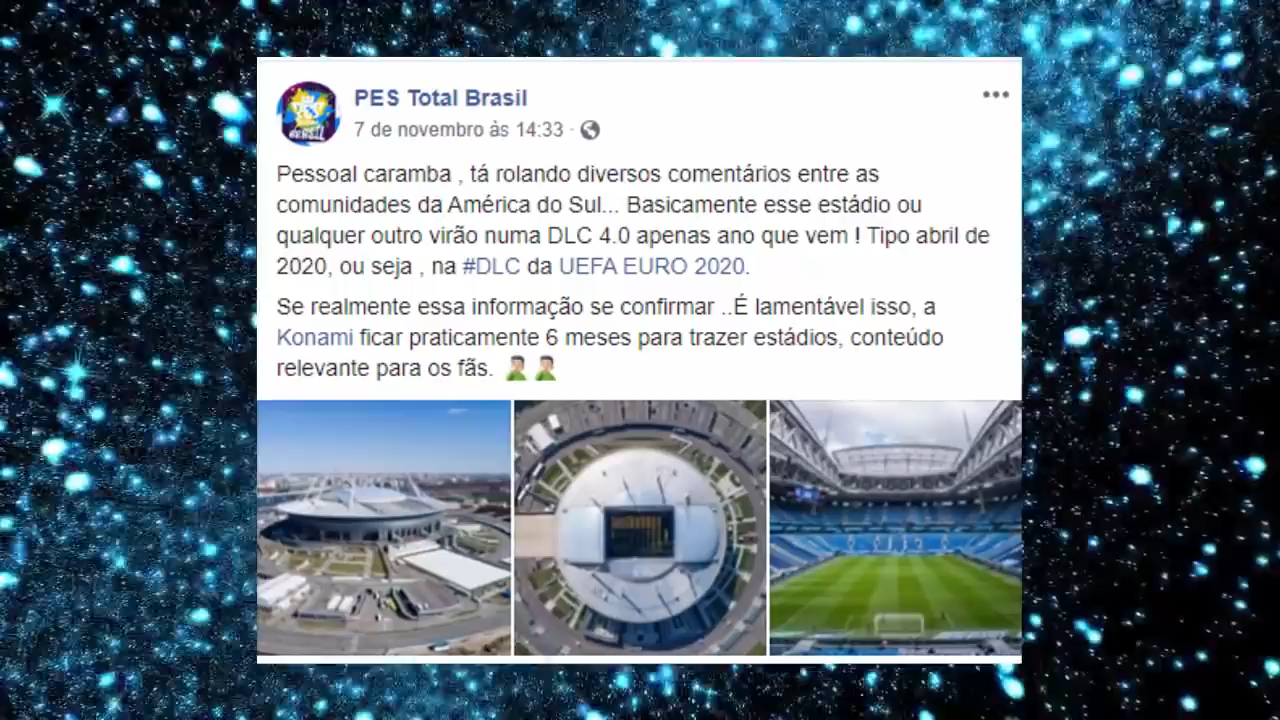 PES Total Brasil
7 de novembro às 14:33 ·
Pessoal caramba , tá rolando diversos comentários entre as
comunidades da América do Sul... Basicamente esse estádio ou
qualquer outro virão numa DLC 4.0 apenas ano que vem ! Tipo abril de
2020, ou seja , na #DLC da UEFA EURO 2020.
Se realmente essa informação se confirmar ..É lamentável isso, a
Konami ficar praticamente 6 meses para trazer estádios, conteúdo
relevante para os fãs.